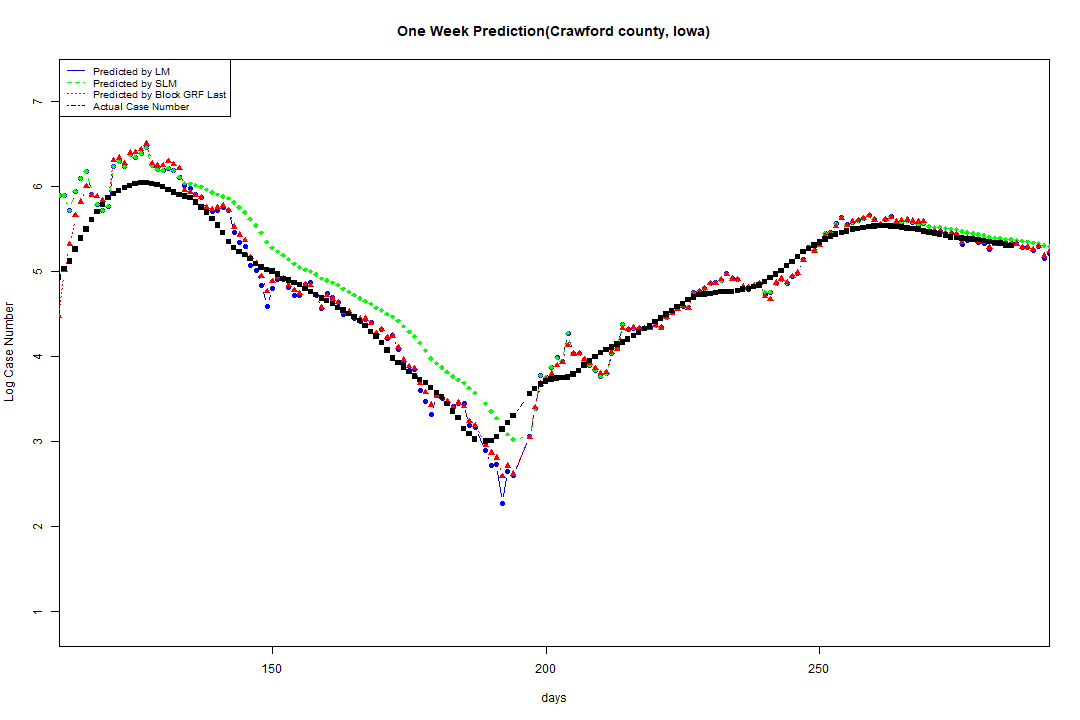 One Week Prediction(Crawford county, Iowa)
Predicted by LM
Predicted by SLM
Predicted by Block GRF Last
Actual Case Number
7
6
5
4
3
2
1
Log Case Number
150 200 250
days